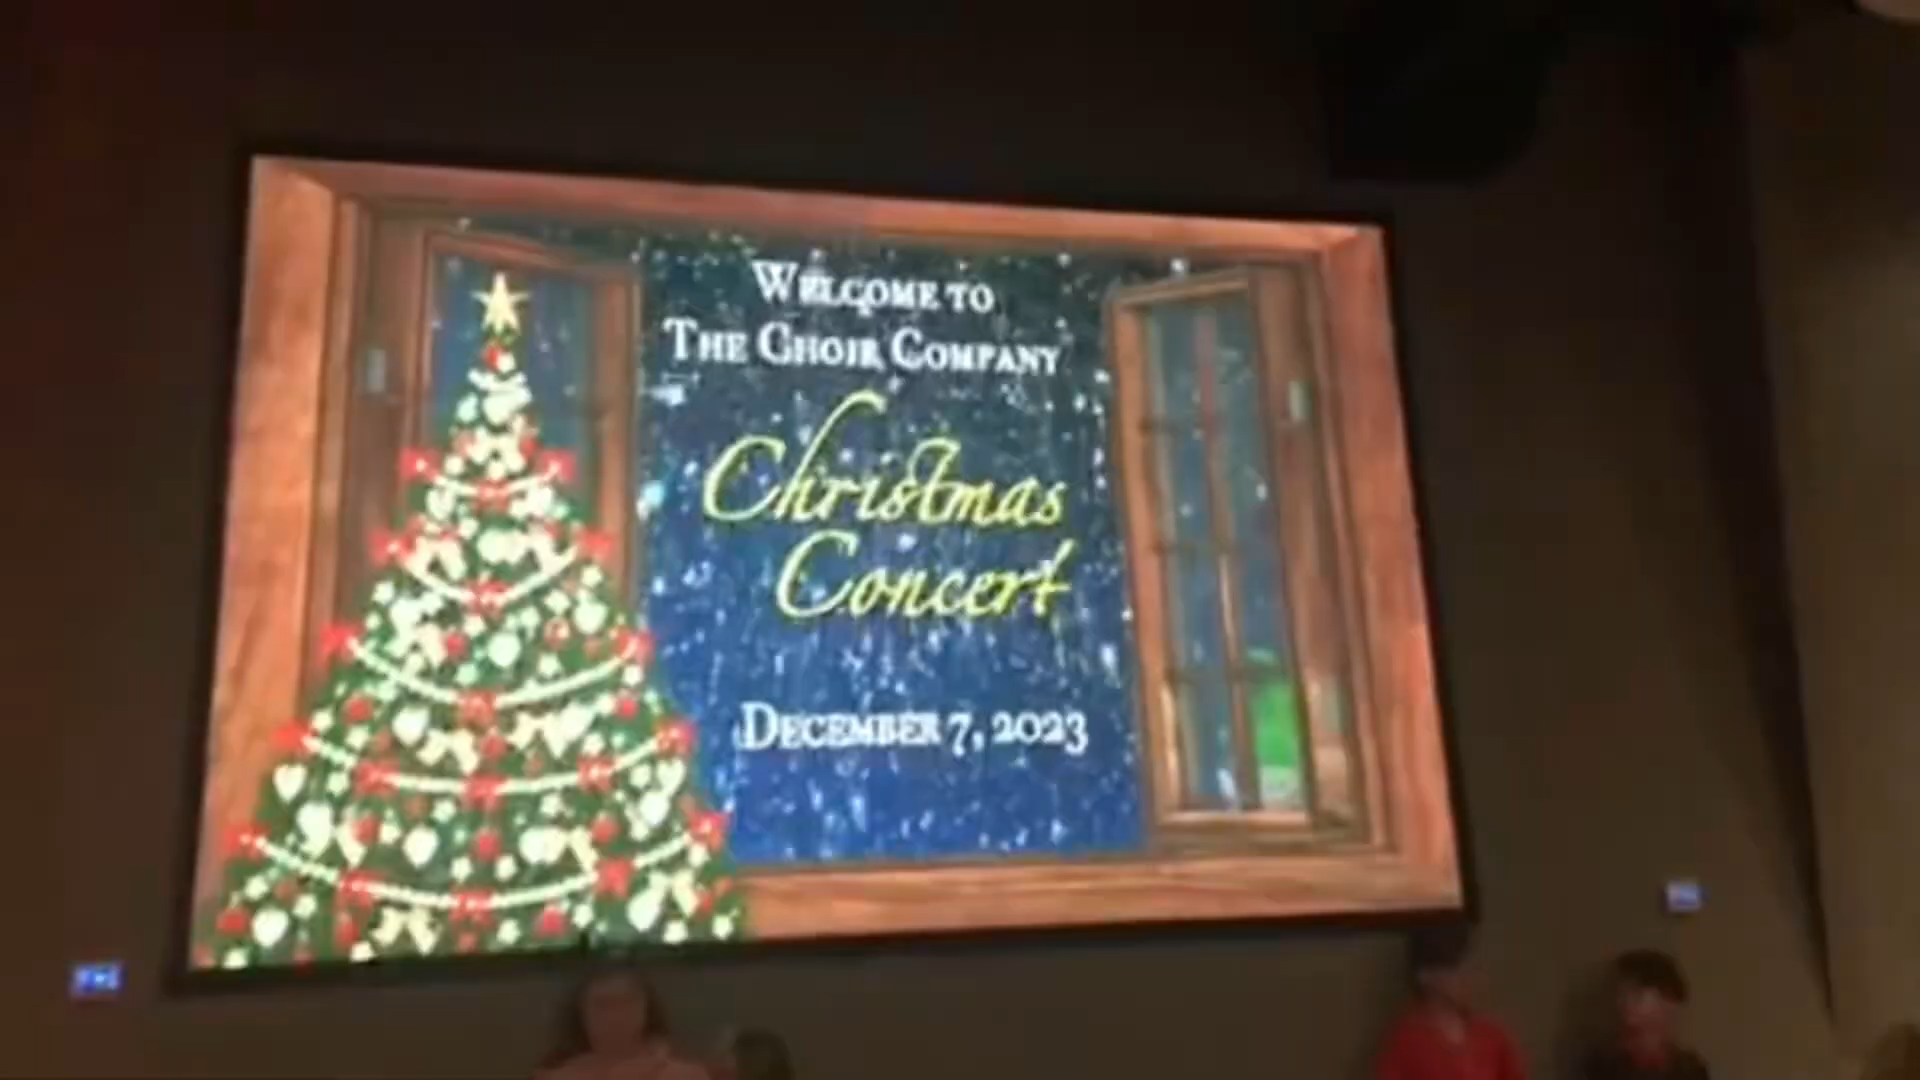 Welcome to
The Choir Company
Christmas
Concert
December 7, 2023